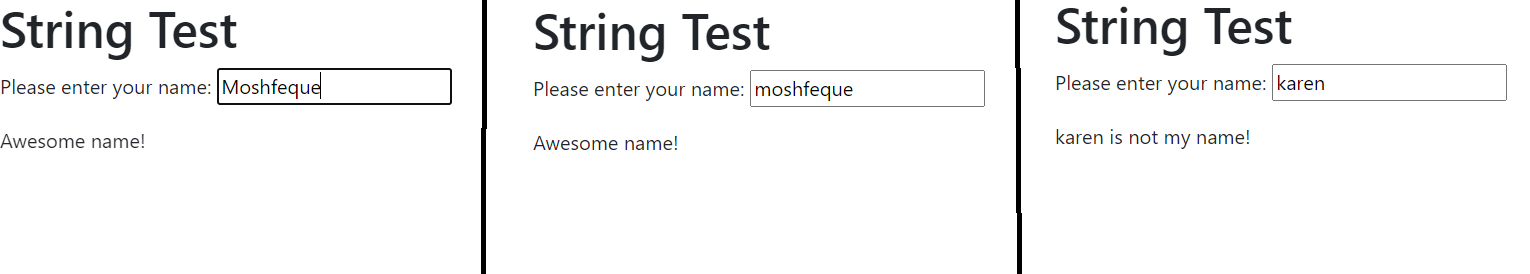 String Test
Please enter your name: Moshfeque
Awesome name!
String Test
Please enter your name: moshfeque
Awesome name!
String Test
Please enter your name: karen
karen is not my name!